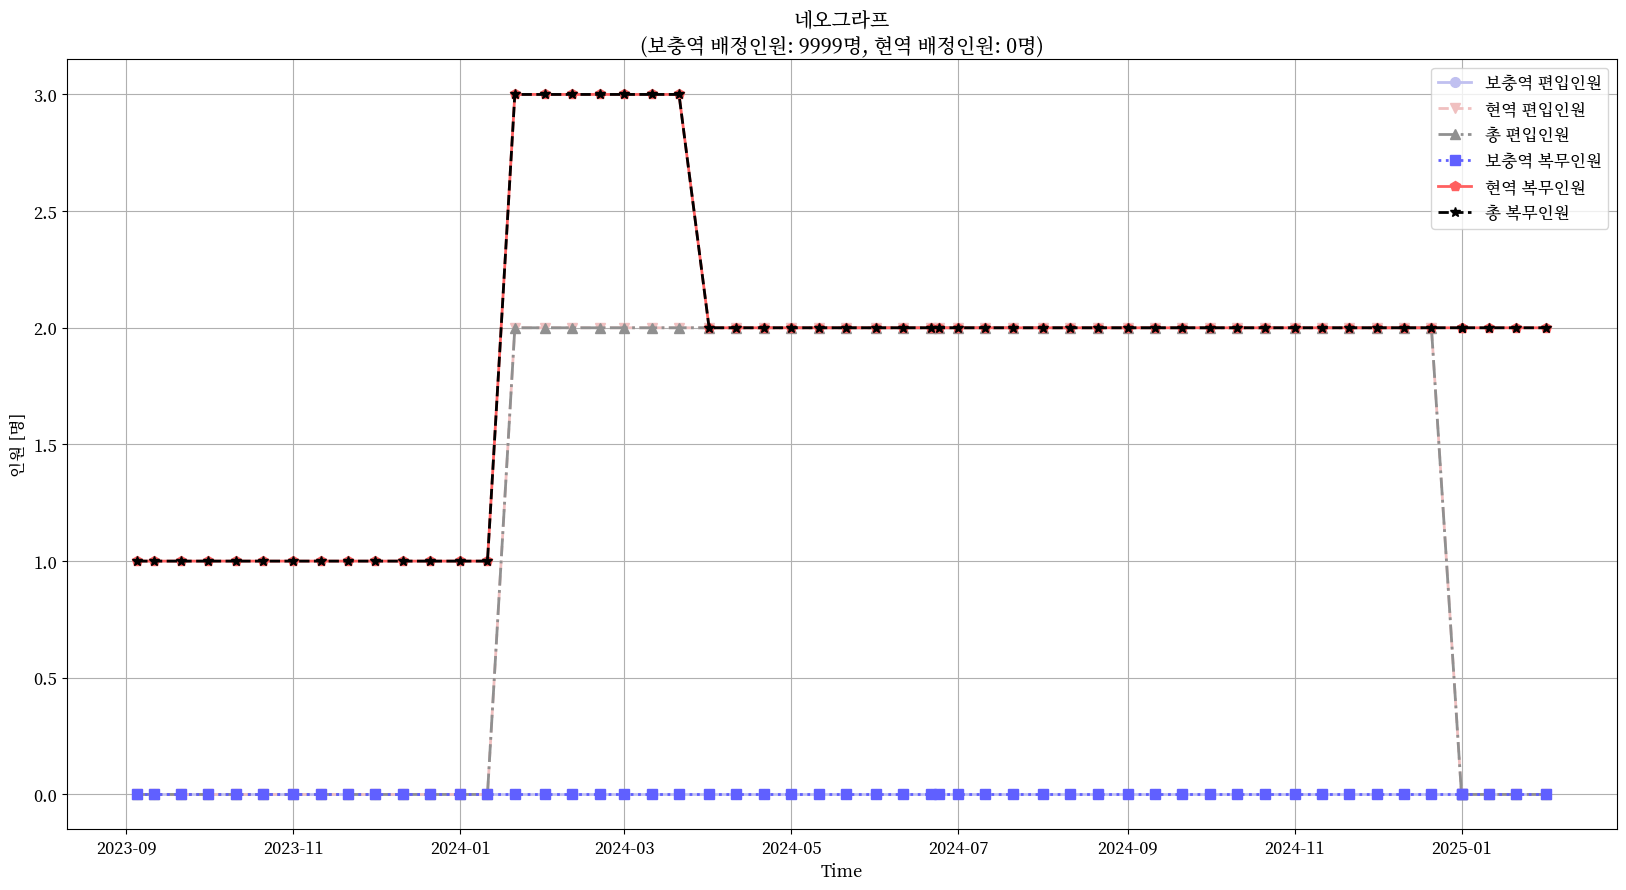 네오그라프
(보충역 배정인원: 9999명, 현역 배정인원: 0명)
보충역 편입인원
현역 편입인원
총 편입인원
보충역 복무인원
현역 복무인원
총 복무인원
인원 [명]
3.0
2.5
2.0
1.5
1.0
0.5
0.0
2023-09 2023-11 2024-01 2024-03 2024-05 2024-07 2024-09 2024-11 2025-01
Time